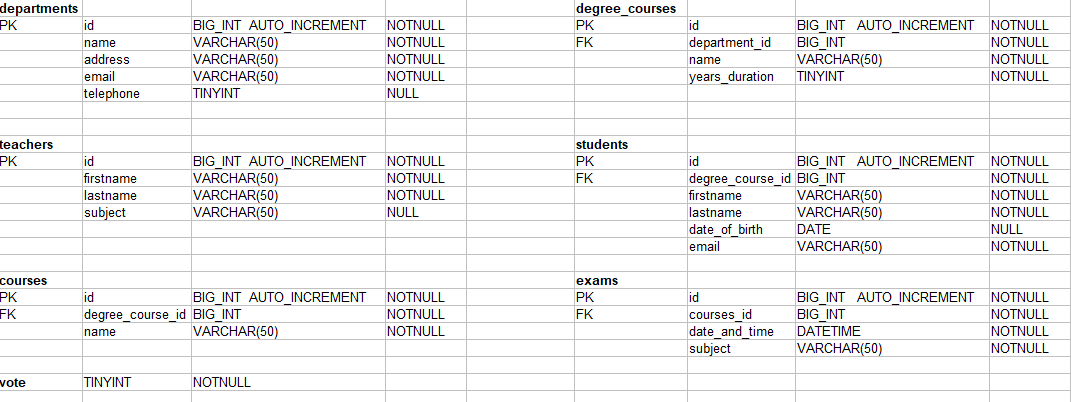 departments degree_courses
PK id BIG_INT AUTO_INCREMENT NOTNULL PK id BIG_INT AUTO_INCREMENT NOTNULL
name VARCHAR(50) NOTNULL FK department_id BIG_INT NOTNULL
address VARCHAR(50) NOTNULL name VARCHAR(50) NOTNULL
email VARCHAR(50) NOTNULL years_duration TINYINT NOTNULL
telephone TINYINT NULL
teachers students
PK id BIG_INT AUTO_INCREMENT NOTNULL PK id BIG_INT AUTO_INCREMENT NOTNULL
firstname VARCHAR(50) NOTNULL FK degree_course_id BIG_INT NOTNULL
lastname VARCHAR(50) NOTNULL firstname VARCHAR(50) NOTNULL
subject VARCHAR(50) NULL lastname VARCHAR(50) NOTNULL
date_of_birth DATE NULL
email VARCHAR(50) NOTNULL
courses exams
PK id BIG_INT AUTO_INCREMENT NOTNULL PK id BIG_INT AUTO_INCREMENT NOTNULL
FK degree_course_id BIG_INT NOTNULL FK courses_id BIG_INT NOTNULL
name VARCHAR(50) NOTNULL date_and_time DATETIME NOTNULL
subject VARCHAR(50) NOTNULL
vote TINYINT NOTNULL